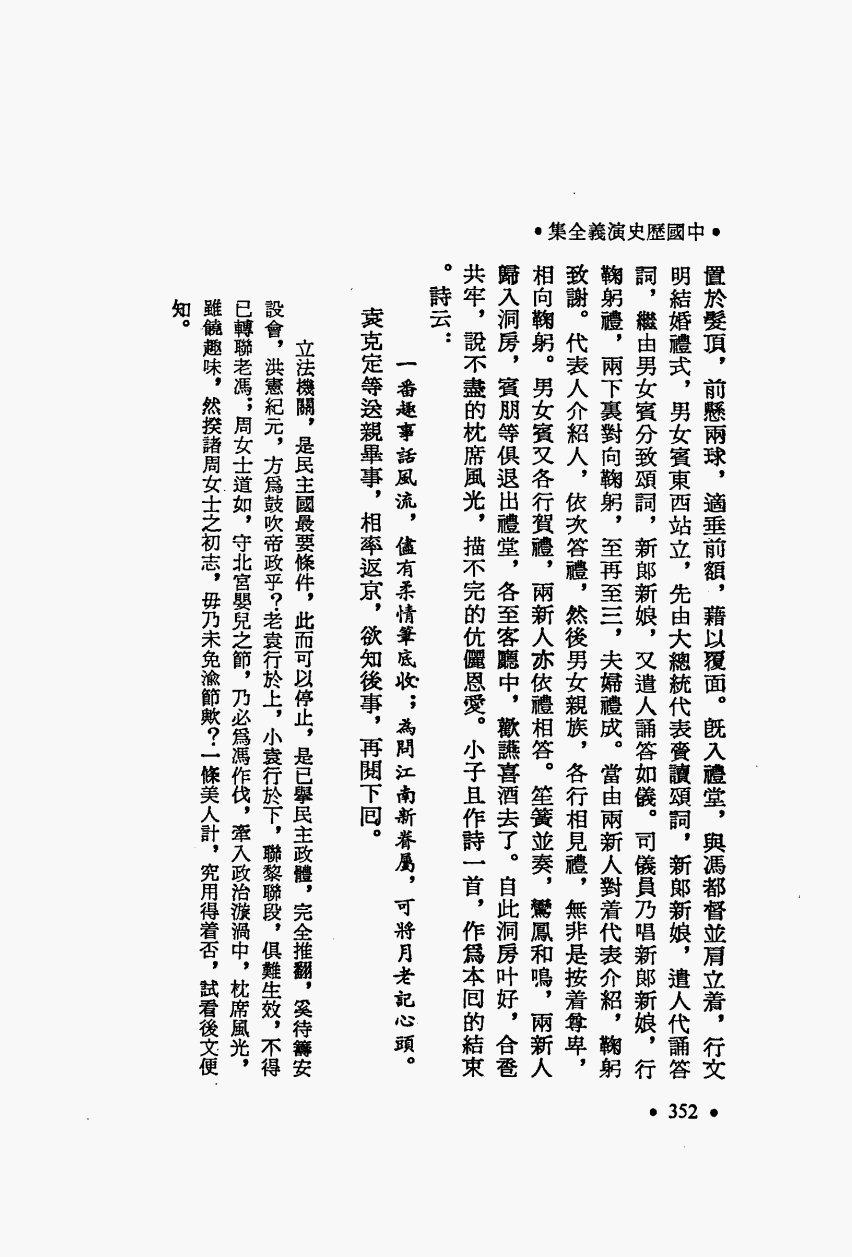 •中國歷史演義全集•
置於髮頂，前懸兩球，適垂前額，藉以覆面。既入禮堂，與馮都督並肩立着，行文
明結婚禮式，男女賓東西站立，先由大總統代表賫讀頌詞，新郎新娘，遣人代誦答
詞，繼由男女賓分致頌詞，新郎新娘，又遣人誦答如儀。司儀員乃唱新郎新娘，行
鞠躬禮，兩下裏對向鞠躬，至再至三，夫婦禮成。當由兩新人對着代表介紹，鞠躬
致謝。代表人介紹人，依次答禮，然後男女親族，各行相見禮，無非是按着尊卑，
相向鞠躬。男女賓又各行賀禮，兩新人亦依禮相答。笙簧並奏，鸞鳳和鳴，兩新人
歸入洞房，賓朋等俱退出禮堂，各至客廳中，歡讌喜酒去了。自此洞房叶好，合卺
共牢，說不盡的枕席風光，描不完的伉儷恩愛。小子且作詩一首，作爲本回的結束
。詩云：
一番趣事話風流，儘有柔情筆底收；為問江南新眷屬，可將月老記心頭。
袁克定等送親畢事，相率返京，欲知後事，再閱下回。
立法機關，是民主國最要條件，此而可以停止，是已舉民主政體，完全推翻，奚待籌安
設會，洪憲紀元，方爲鼓吹帝政乎？老袁行於上，小袁行於下，聯黎聯段，俱難生效，不得
已轉聯老馮；周女士道如，守北宮嬰兒之節，乃必爲馮作伐，牽入政治漩渦中，枕席風光，
雖饒趣味，然揆諸周女士之初志，毋乃未免渝節歟？一條美人計，究用得着否，試看後文便
知。
• 352 •